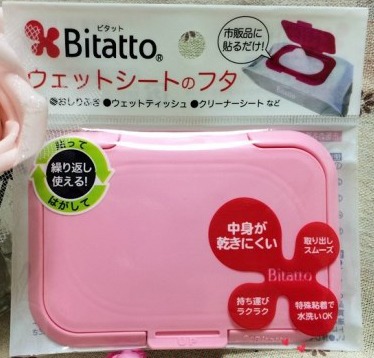 ビタット
Bitatto®
市販品に
貼るだけ!
ウェットシートのフタ
●おしりふき ●ウェットティッシュ ●クリーナーシート など
貼って
繰り返し
使える!
はがして
中身が
乾きにくい
取り出し
スムーズ
Bitatto
持ち運び
ラクラク
特殊粘着で
水洗いOK